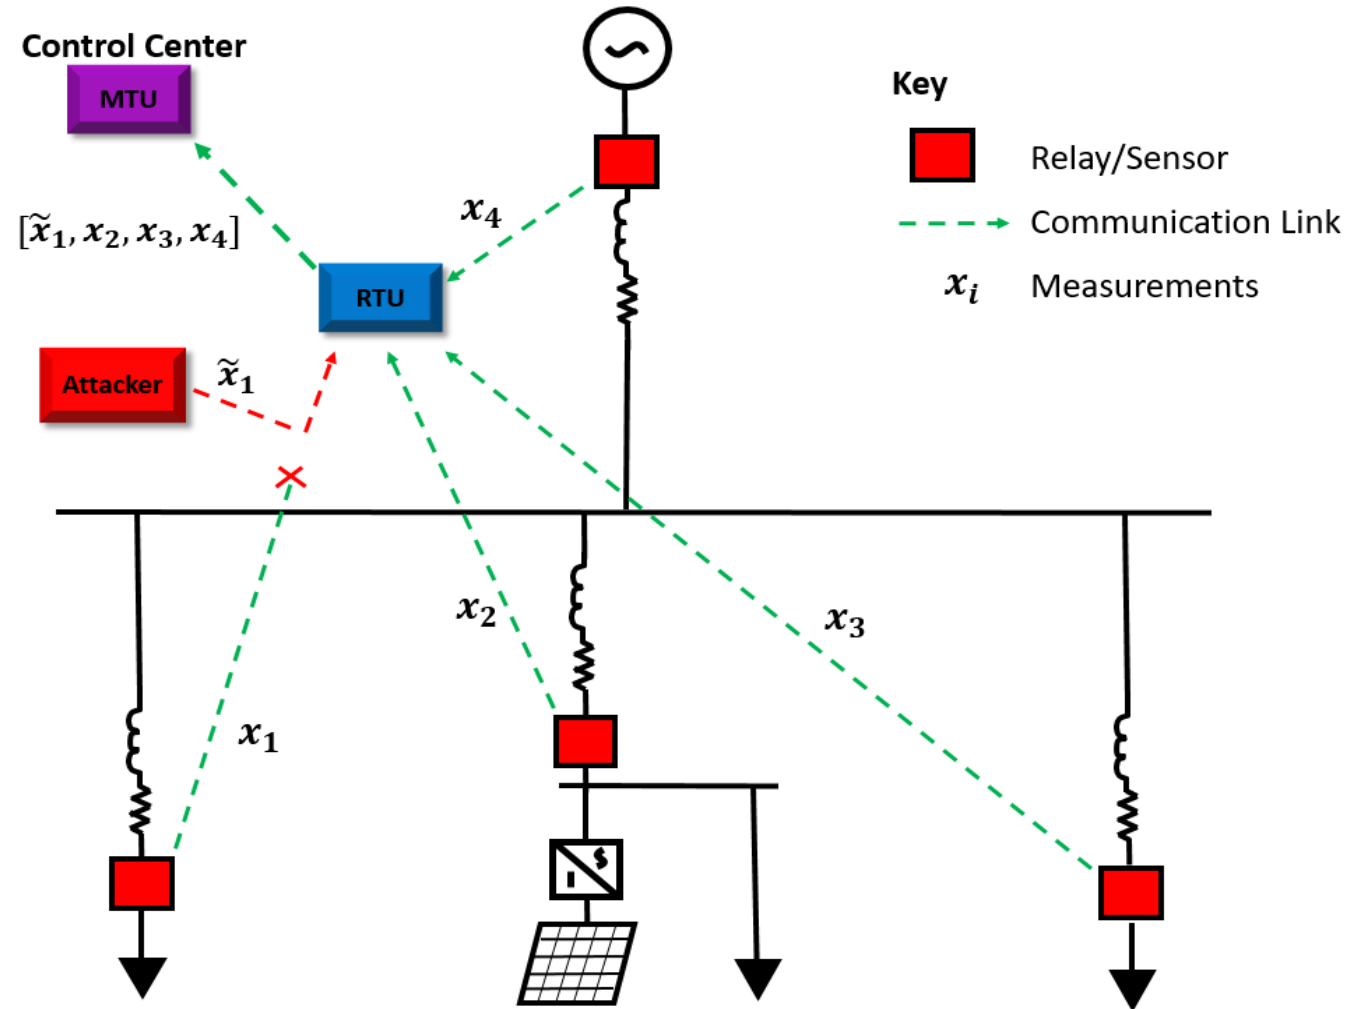 Control Center
MTU
[x̃₁, x₂, x₃, x₄]
x₄
RTU
Attacker
x̃₁
x₂
x₃
x₁
Key
Relay/Sensor
Communication Link
xᵢ Measurements